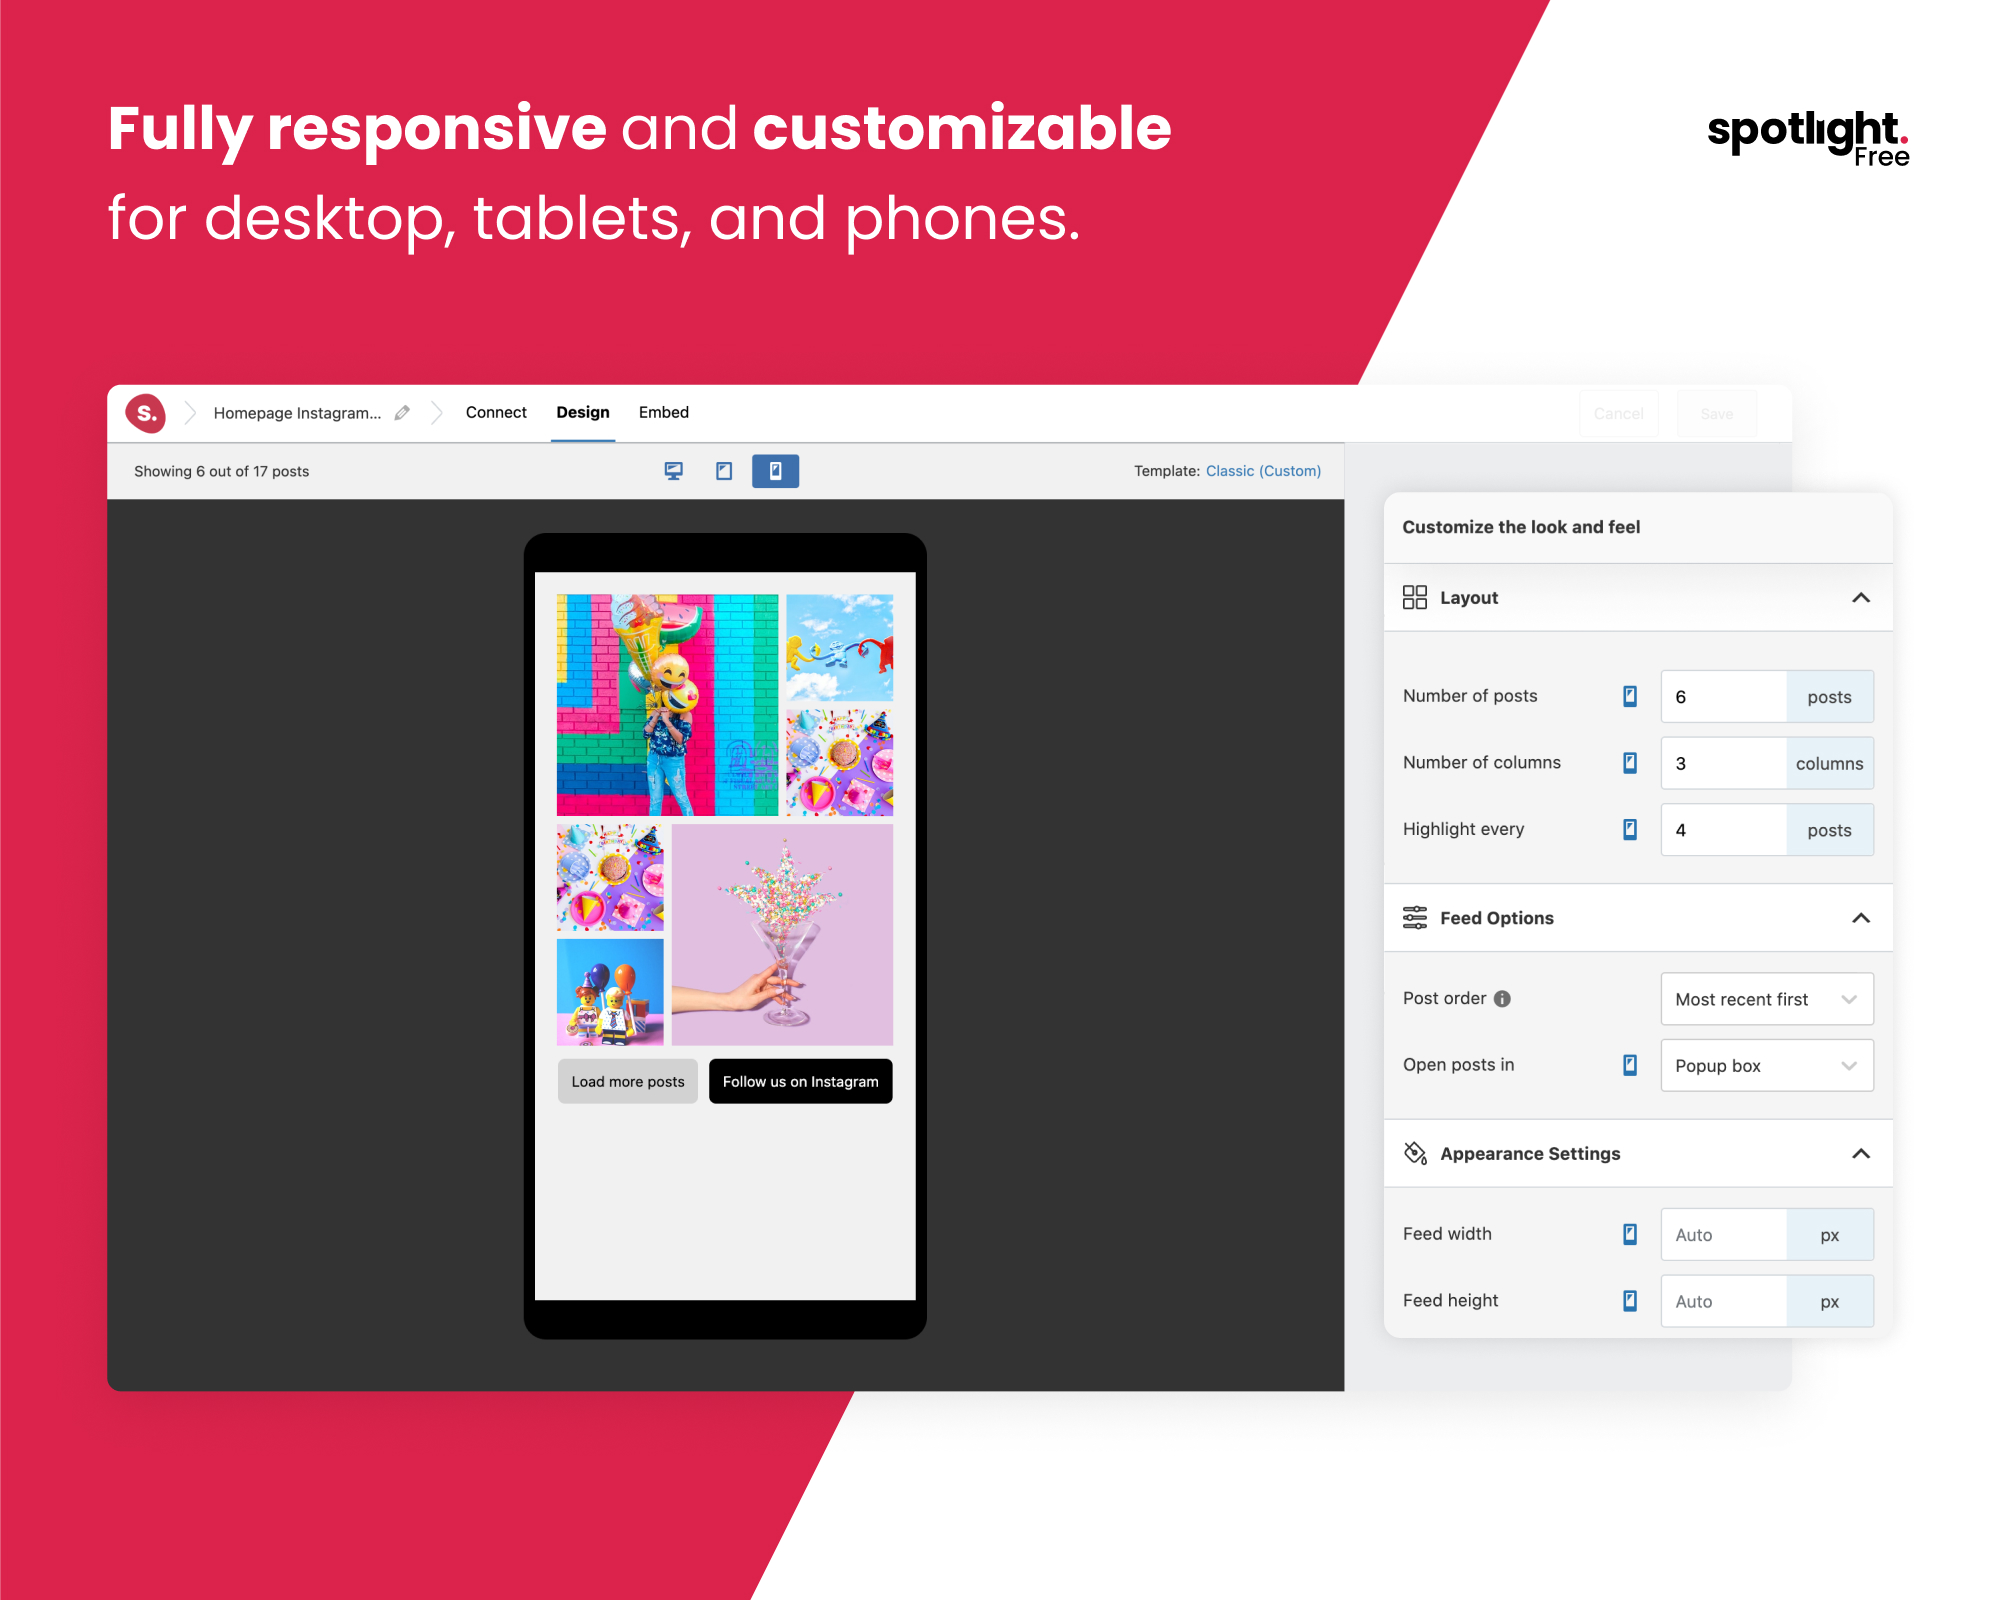 Fully responsive and customizable
for desktop, tablets, and phones.
spotlight.
Free
s.
Homepage Instagram...
Connect
Design
Embed
Cancel
Save
Showing 6 out of 17 posts
Template: Classic (Custom)
Load more posts
Follow us on Instagram
Customize the look and feel
Layout
Number of posts
6
posts
Number of columns
3
columns
Highlight every
4
posts
Feed Options
Post order
Most recent first
Open posts in
Popup box
Appearance Settings
Feed width
Auto
px
Feed height
Auto
px